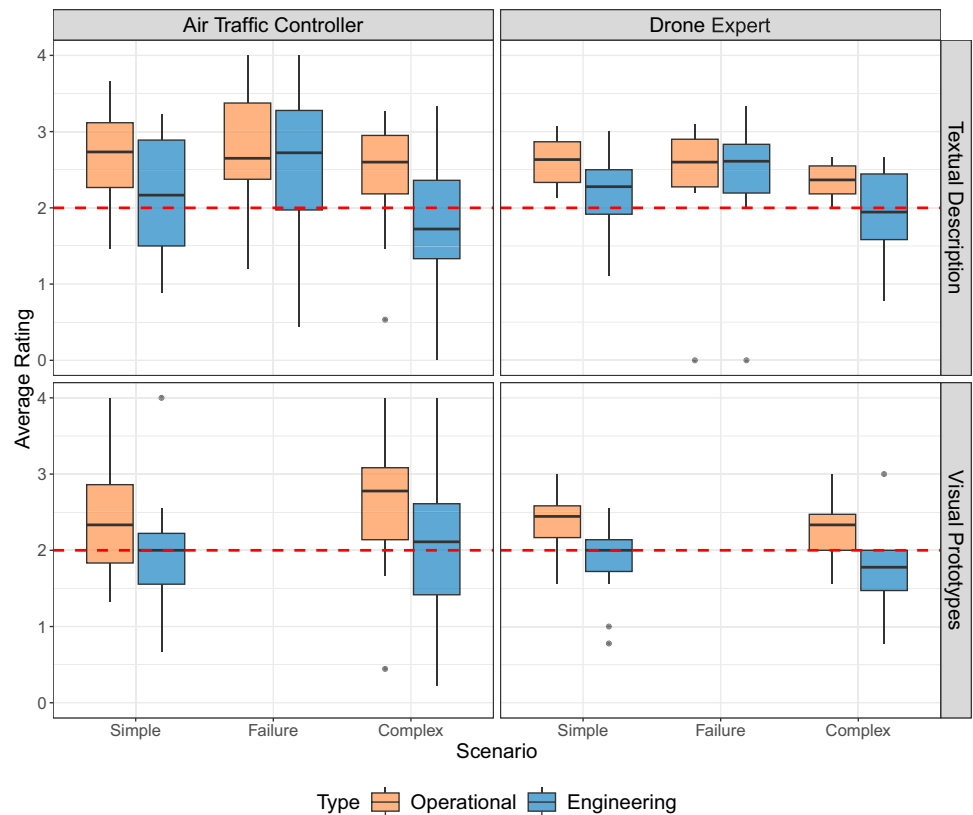 Air Traffic Controller
Drone Expert
Textual Description
Visual Prototypes
Average Rating
4
3
2
1
0
4
3
2
1
0
Simple Failure Complex Simple Failure Complex
Scenario
Type Operational Engineering